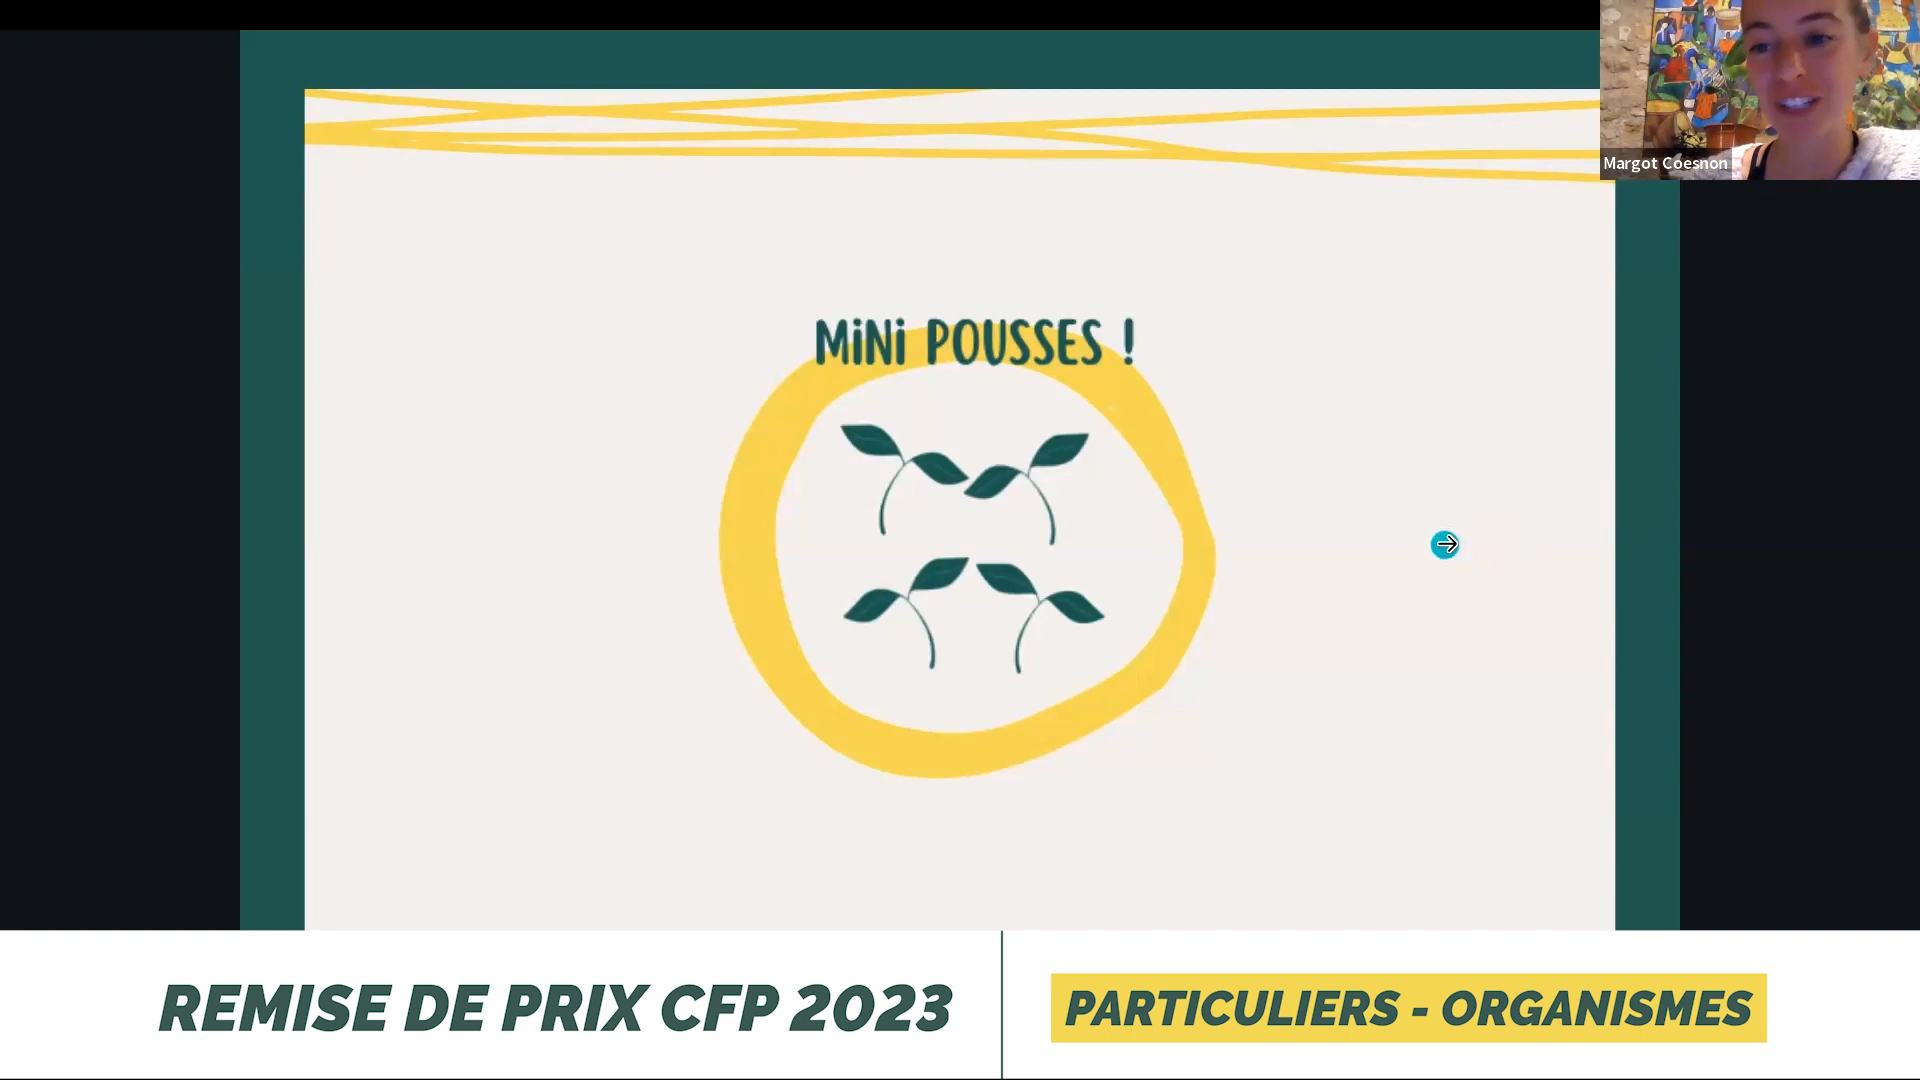 MiNi POUSSES !
Margot Coesnon
REMISE DE PRIX CFP 2023
PARTICULIERS - ORGANISMES